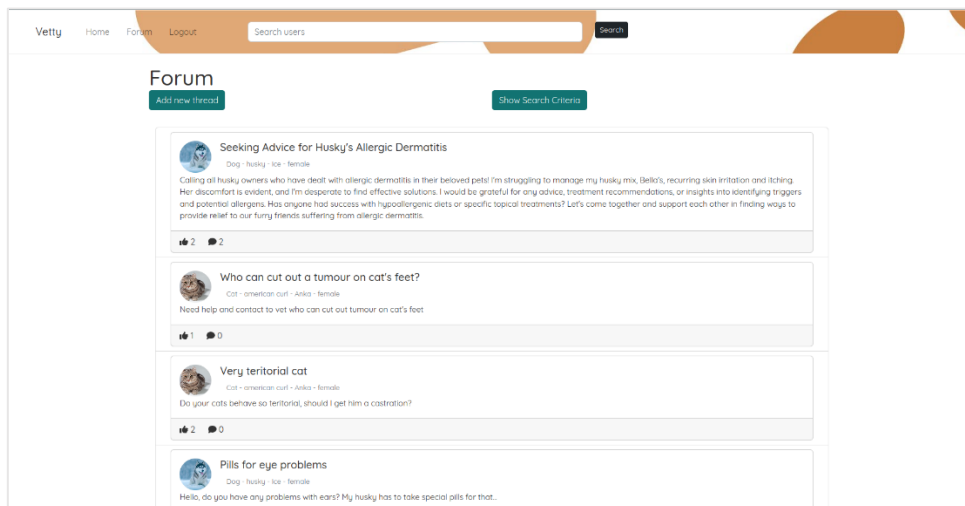 Vetty Home Forum Logout Search users Search
Forum
Add new thread Show Search Criteria
Seeking Advice for Husky's Allergic Dermatitis
Dog - husky - Ice - female
Calling all husky owners who have dealt with allergic dermatitis in their beloved pets! I'm struggling to manage my husky mix, Bella's, recurring skin irritation and itching.
Her discomfort is evident, and I'm desperate to find effective solutions. I would be grateful for any advice, treatment recommendations, or insights into identifying triggers
and potential allergens. Has anyone had success with hypoallergenic diets or specific topical treatments? Let's come together and support each other in finding ways to
provide relief to our furry friends suffering from allergic dermatitis.
2 2
Who can cut out a tumour on cat's feet?
Cat - american curl - Anka - female
Need help and contact to vet who can cut out tumour on cat's feet
1 0
Very teritorial cat
Cat - american curl - Anka - female
Do your cats behave so teritorial, should I get him a castration?
2 0
Pills for eye problems
Dog - husky - Ice - female
Hello, do you have any problems with ears? My husky has to take special pills for that..